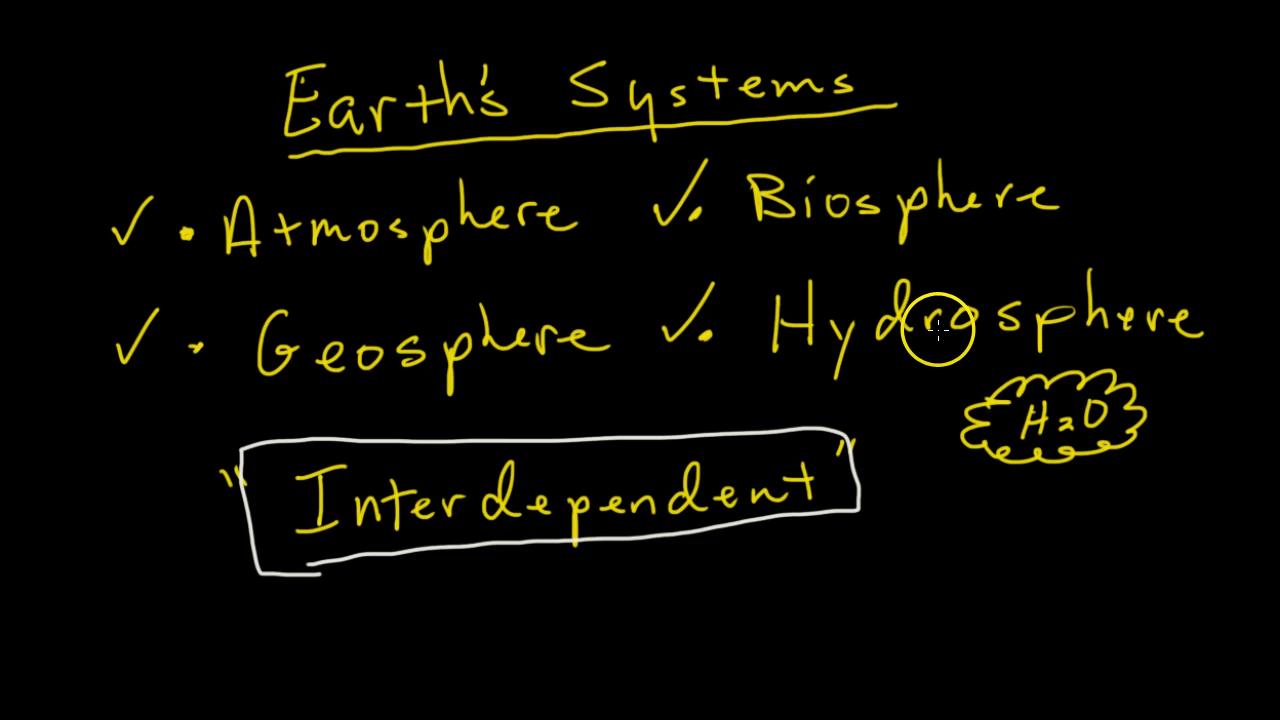 Earth's Systems
✓ • Atmosphere ✓ • Biosphere
✓ • Geosphere ✓ • Hydrosphere
H2O
"Interdependent"